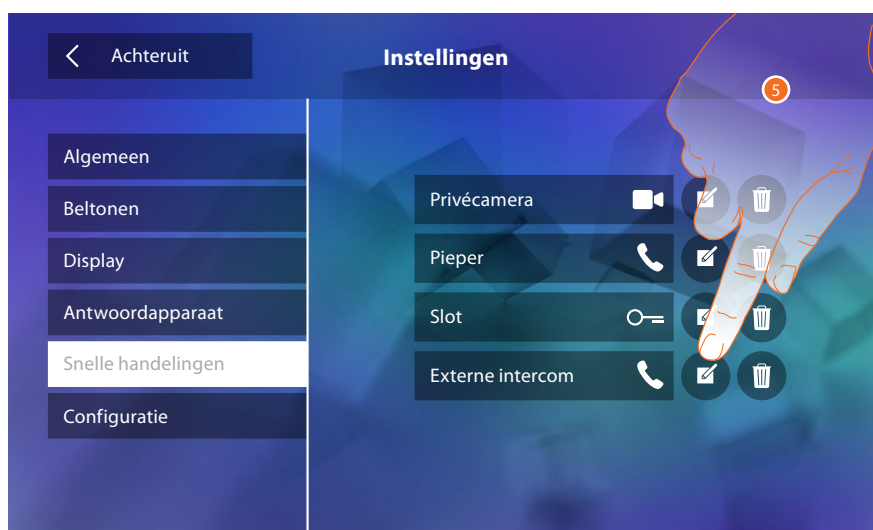 Achteruit
Instellingen
5
Algemeen
Beltonen
Display
Antwoordapparaat
Snelle handelingen
Configuratie
Privécamera
Pieper
Slot
Externe intercom